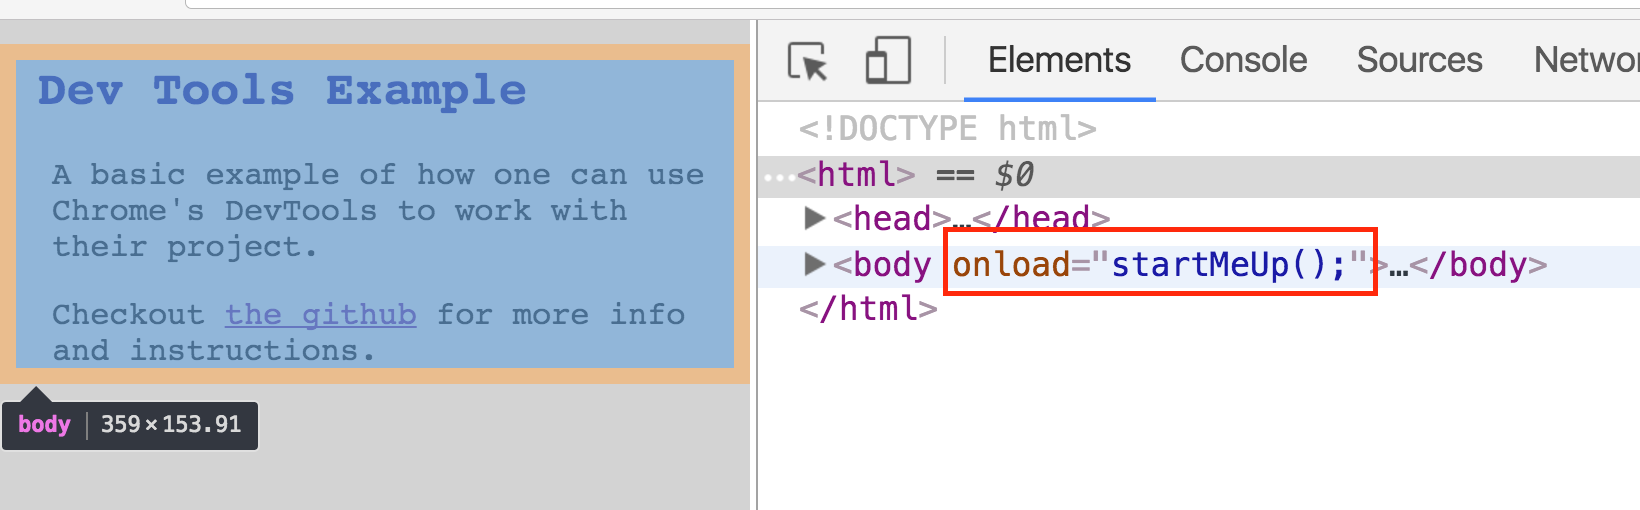 Dev Tools Example
A basic example of how one can use
Chrome's DevTools to work with
their project.
Checkout the github for more info
and instructions.
body 359×153.91
Elements Console Sources Networ
<!DOCTYPE html>
…<html> == $0
▶<head>…</head>
▶<body onload="startMeUp();">…</body>
</html>